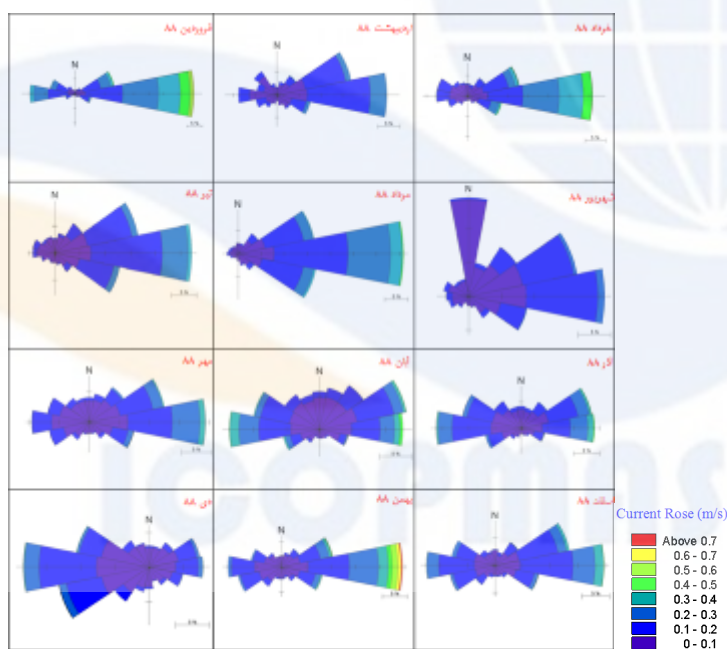 فروردین ۸۸
اردیبهشت ۸۸
خرداد ۸۸
N
N
N
تیر ۸۸
مرداد ۸۸
شهریور ۸۸
N
N
N
مهر ۸۸
آبان ۸۸
آذر ۸۸
N
N
N
دی ۸۸
بهمن ۸۸
اسفند ۸۸
N
N
N
ICOPMAS
Current Rose (m/s)
Above 0.7
0.6 - 0.7
0.5 - 0.6
0.4 - 0.5
0.3 - 0.4
0.2 - 0.3
0.1 - 0.2
0 - 0.1